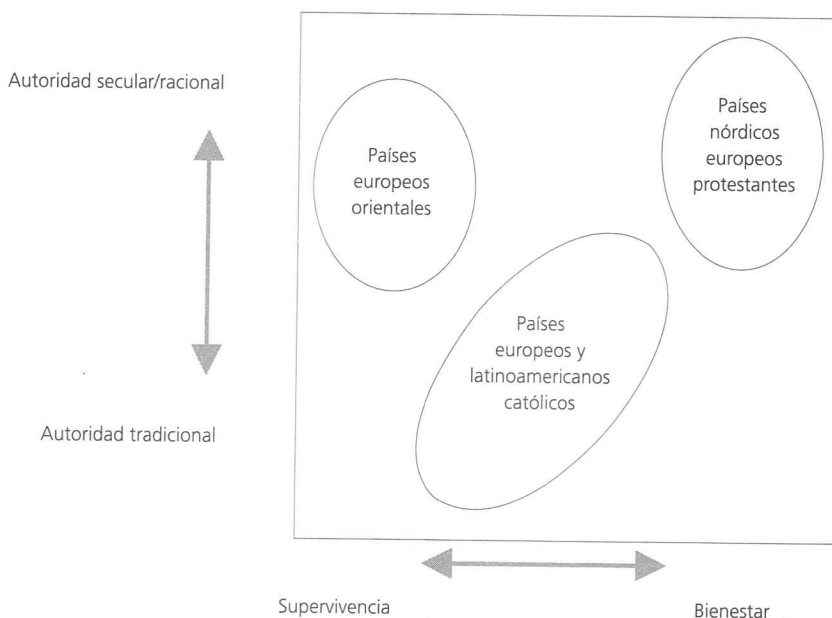 Autoridad secular/racional
Países
nórdicos
europeos
protestantes
Países
europeos
orientales
Países
europeos y
latinoamericanos
católicos
Autoridad tradicional
Supervivencia
Bienestar